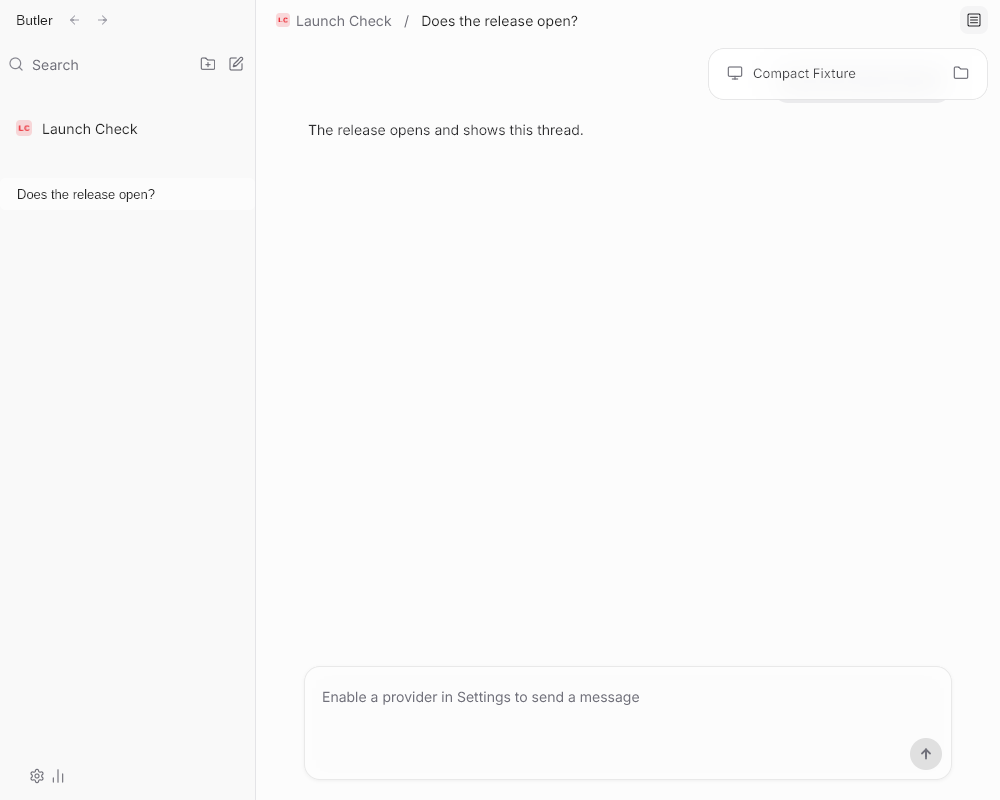 Butler
Search
LC Launch Check
Does the release open?
LC Launch Check / Does the release open?
Compact Fixture
The release opens and shows this thread.
Enable a provider in Settings to send a message